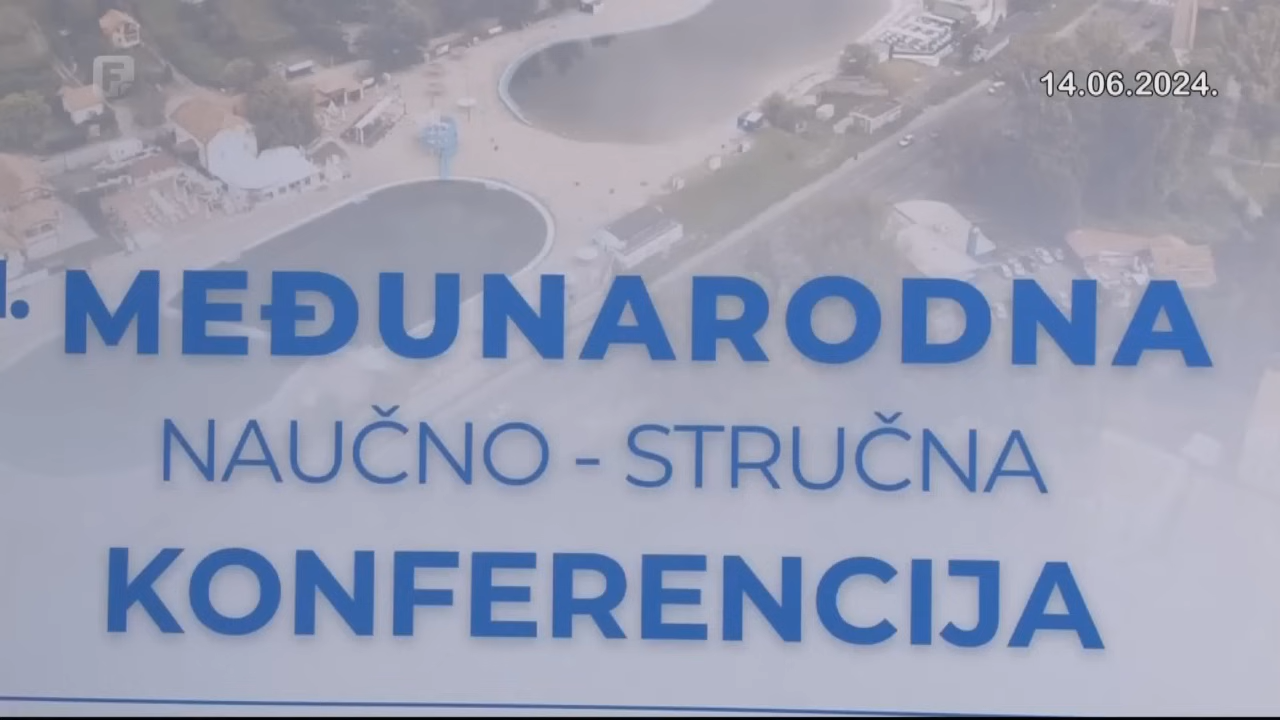 14.06.2024.
MEĐUNARODNA
NAUČNO - STRUČNA
KONFERENCIJA